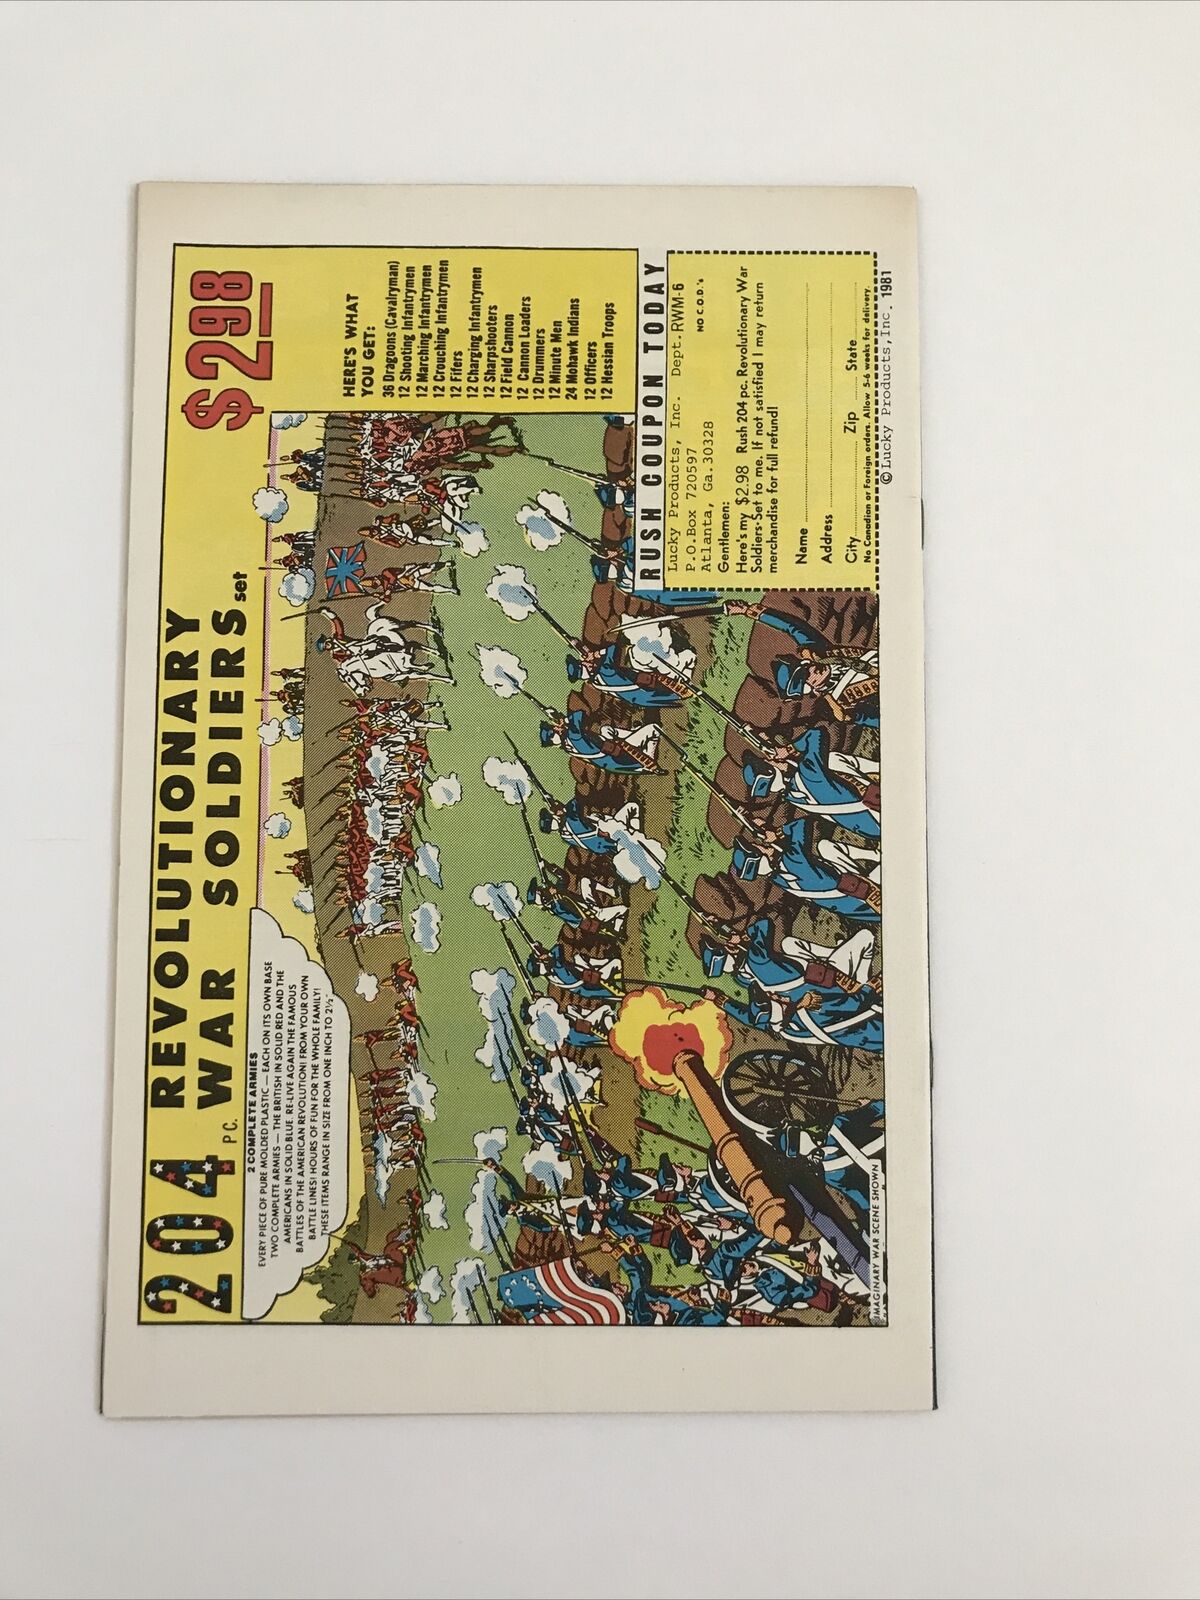 204 PC. REVOLUTIONARY
WAR SOLDIERS set
$2.98
2 COMPLETE ARMIES
EVERY PIECE OF PURE MOLDED PLASTIC — EACH ON ITS OWN BASE
TWO COMPLETE ARMIES — THE BRITISH IN SOLID RED AND THE
AMERICANS IN SOLID BLUE. RE-LIVE AGAIN THE FAMOUS
BATTLES OF THE AMERICAN REVOLUTION! FROM YOUR OWN
BATTLE LINES! HOURS OF FUN FOR THE WHOLE FAMILY!
THESE ITEMS RANGE IN SIZE FROM ONE INCH TO 2½"
HERE'S WHAT
YOU GET:
36 Dragoons (Cavalryman)
12 Shooting Infantrymen
12 Marching Infantrymen
12 Crouching Infantrymen
12 Fifers
12 Charging Infantrymen
12 Sharpshooters
12 Field Cannon
12 Cannon Loaders
12 Drummers
12 Minute Men
24 Mohawk Indians
12 Officers
12 Hessian Troops
RUSH COUPON TODAY
Lucky Products, Inc. Dept. RWM-6
P.O.Box 720597 NO C.O.D.'s
Atlanta, Ga.30328
Gentlemen:
Here's my $2.98 Rush 204 pc. Revolutionary War
Soldiers Set to me. If not satisfied I may return
merchandise for full refund!
Name
Address
City Zip State
No Canadian or Foreign orders. Allow 5-6 weeks for delivery.
© Lucky Products, Inc. 1981
IMAGINARY WAR SCENE SHOWN